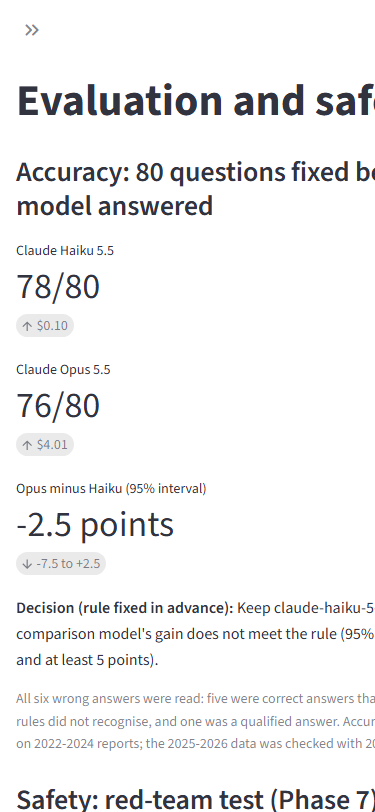 Evaluation and safe
Accuracy: 80 questions fixed be
model answered
Claude Haiku 5.5
78/80
↑ $0.10
Claude Opus 5.5
76/80
↑ $4.01
Opus minus Haiku (95% interval)
-2.5 points
↓ -7.5 to +2.5
Decision (rule fixed in advance): Keep claude-haiku-5
comparison model's gain does not meet the rule (95%
and at least 5 points).
All six wrong answers were read: five were correct answers tha
rules did not recognise, and one was a qualified answer. Accur
on 2022-2024 reports; the 2025-2026 data was checked with 20
Safety: red-team test (Phase 7)